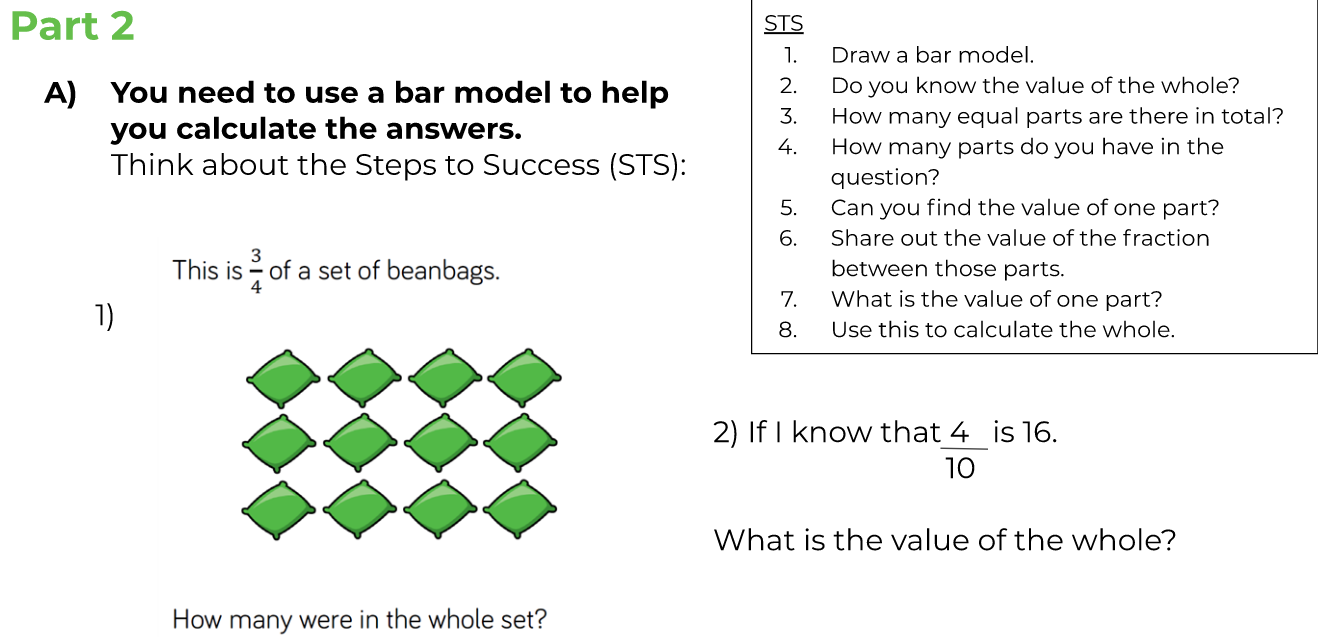 Part 2
A) You need to use a bar model to help
you calculate the answers.
Think about the Steps to Success (STS):
This is 3/4 of a set of beanbags.
1)
How many were in the whole set?
STS
1. Draw a bar model.
2. Do you know the value of the whole?
3. How many equal parts are there in total?
4. How many parts do you have in the
question?
5. Can you find the value of one part?
6. Share out the value of the fraction
between those parts.
7. What is the value of one part?
8. Use this to calculate the whole.
2) If I know that 4/10 is 16.
What is the value of the whole?